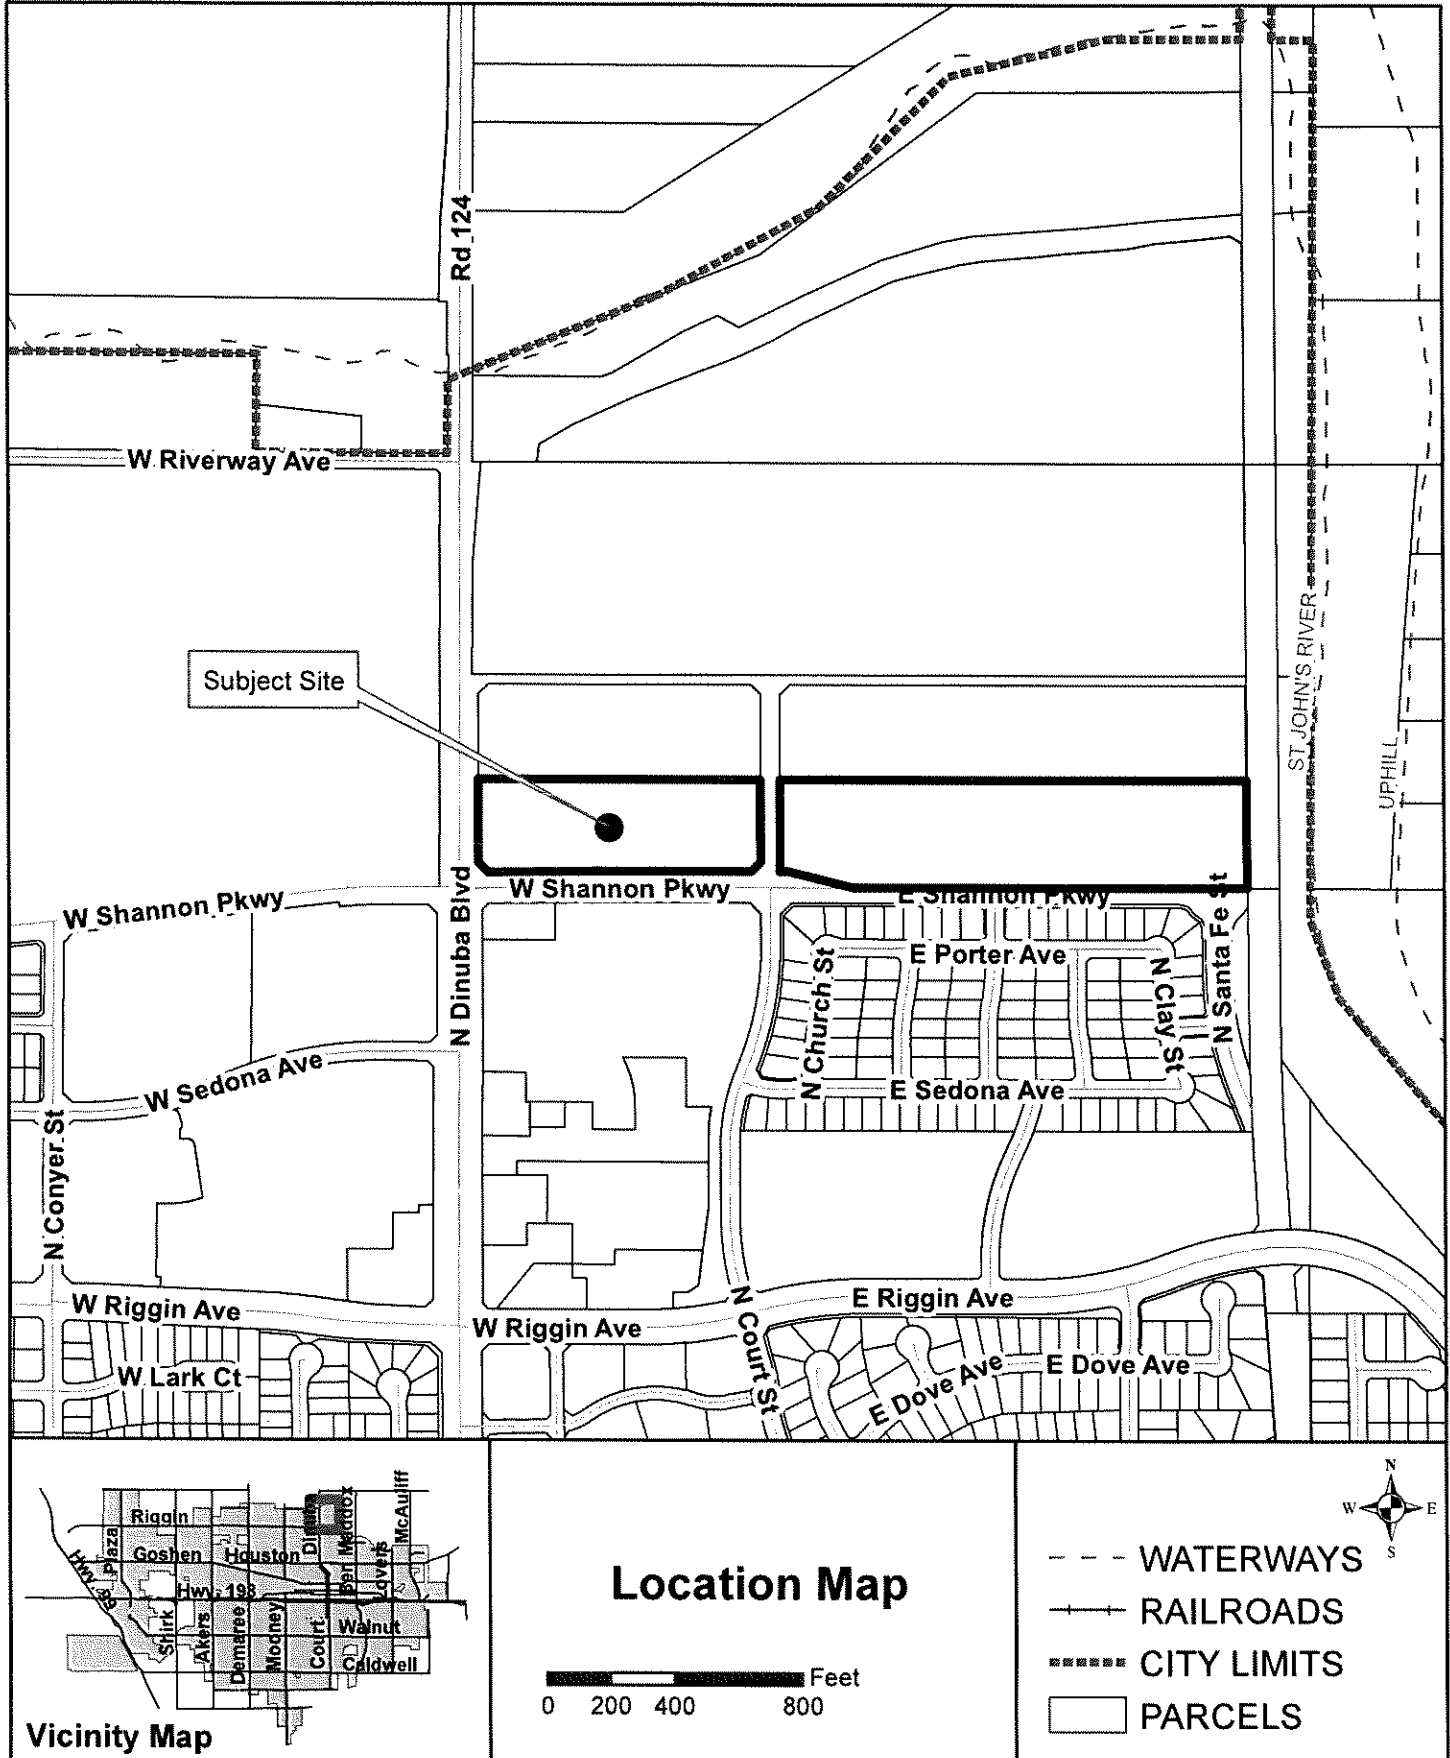 Rd 124
W Riverway Ave
Subject Site
ST JOHN'S RIVER
UPHILL
W Shannon Pkwy
N Dinuba Blvd
W Shannon Pkwy
E Shannon Pkwy
E Porter Ave
N Church St
N Clay St
N Santa Fe St
W Sedona Ave
E Sedona Ave
N Conyer St
W Riggin Ave
W Riggin Ave
E Riggin Ave
N Court St
W Lark Ct
E Dove Ave
E Dove Ave
Riggin
Plaza
Goshen
Houston
Dinuba
Ben Maddox
Lovers
McAuliff
Hwy. 99
Hwy. 198
Shirk
Akers
Demaree
Mooney
Court
Walnut
Caldwell
Vicinity Map
Location Map
Feet
0 200 400 800
N
W E
S
WATERWAYS
RAILROADS
CITY LIMITS
PARCELS